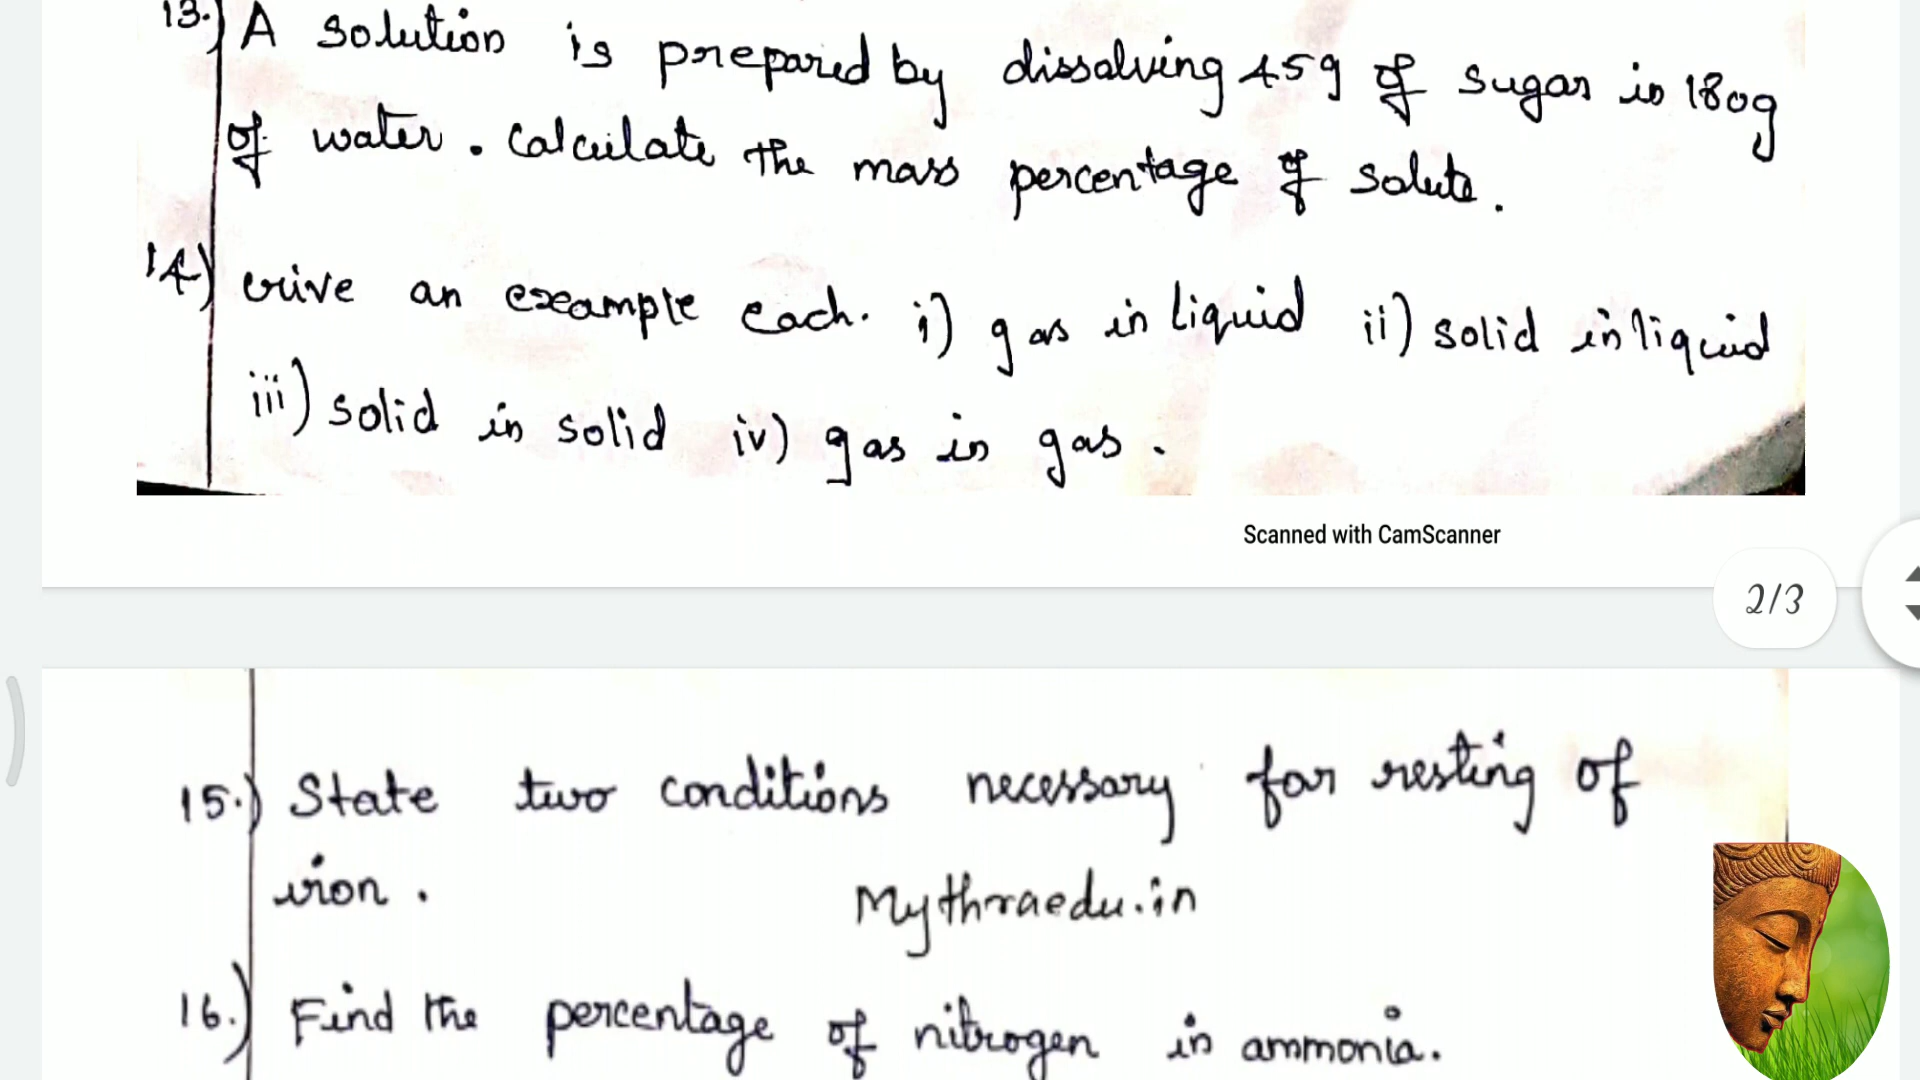 13.) A solution is prepared by dissolving 45g of sugar in 180g
of water. Calculate the mass percentage of solute.
14) Give an example each. i) gas in liquid ii) solid in liquid
iii) solid in solid iv) gas in gas.
Scanned with CamScanner
2/3
15.) State two conditions necessary for resting of
iron.
Mythraedu.in
16.) Find the percentage of nitrogen in ammonia.